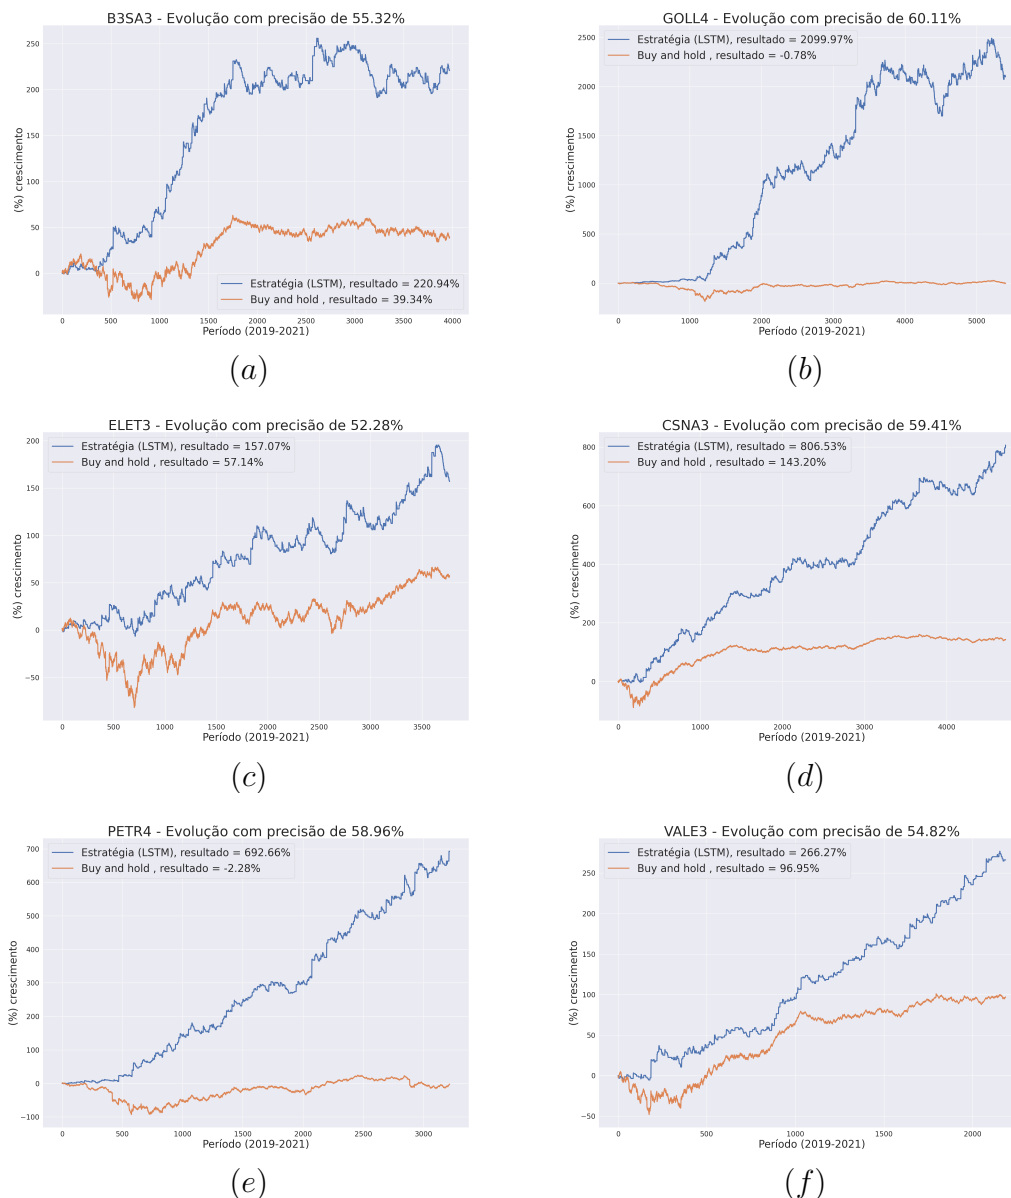 B3SA3 - Evolução com precisão de 55.32%
250
200
150
100
50
0
(%) crescimento
Estratégia (LSTM), resultado = 220.94%
Buy and hold , resultado = 39.34%
0 500 1000 1500 2000 2500 3000 3500 4000
Período (2019-2021)
(a)
GOLL4 - Evolução com precisão de 60.11%
Estratégia (LSTM), resultado = 2099.97%
Buy and hold , resultado = -0.78%
2500
2000
1500
1000
500
0
(%) crescimento
0 1000 2000 3000 4000 5000
Período (2019-2021)
(b)
ELET3 - Evolução com precisão de 52.28%
Estratégia (LSTM), resultado = 157.07%
Buy and hold , resultado = 57.14%
200
150
100
50
0
−50
(%) crescimento
0 500 1000 1500 2000 2500 3000 3500
Período (2019-2021)
(c)
CSNA3 - Evolução com precisão de 59.41%
Estratégia (LSTM), resultado = 806.53%
Buy and hold , resultado = 143.20%
800
600
400
200
0
(%) crescimento
0 1000 2000 3000 4000
Período (2019-2021)
(d)
PETR4 - Evolução com precisão de 58.96%
Estratégia (LSTM), resultado = 692.66%
Buy and hold , resultado = -2.28%
700
600
500
400
300
200
100
0
−100
(%) crescimento
0 500 1000 1500 2000 2500 3000
Período (2019-2021)
(e)
VALE3 - Evolução com precisão de 54.82%
Estratégia (LSTM), resultado = 266.27%
Buy and hold , resultado = 96.95%
250
200
150
100
50
0
−50
(%) crescimento
0 500 1000 1500 2000
Período (2019-2021)
(f)